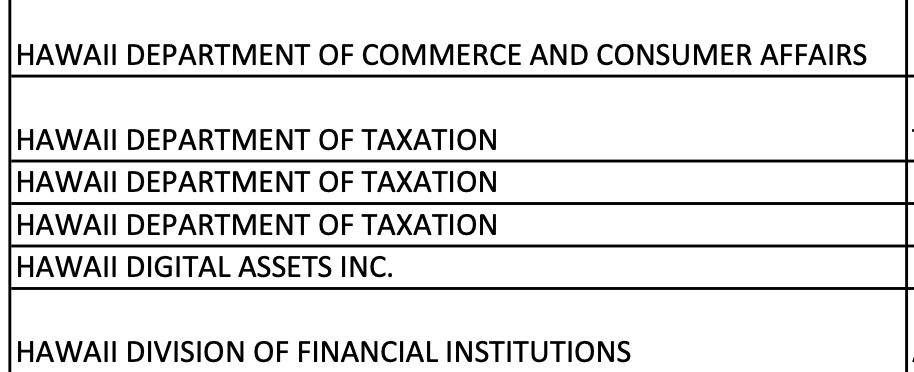 HAWAII DEPARTMENT OF COMMERCE AND CONSUMER AFFAIRS
HAWAII DEPARTMENT OF TAXATION
HAWAII DEPARTMENT OF TAXATION
HAWAII DEPARTMENT OF TAXATION
HAWAII DIGITAL ASSETS INC.
HAWAII DIVISION OF FINANCIAL INSTITUTIONS